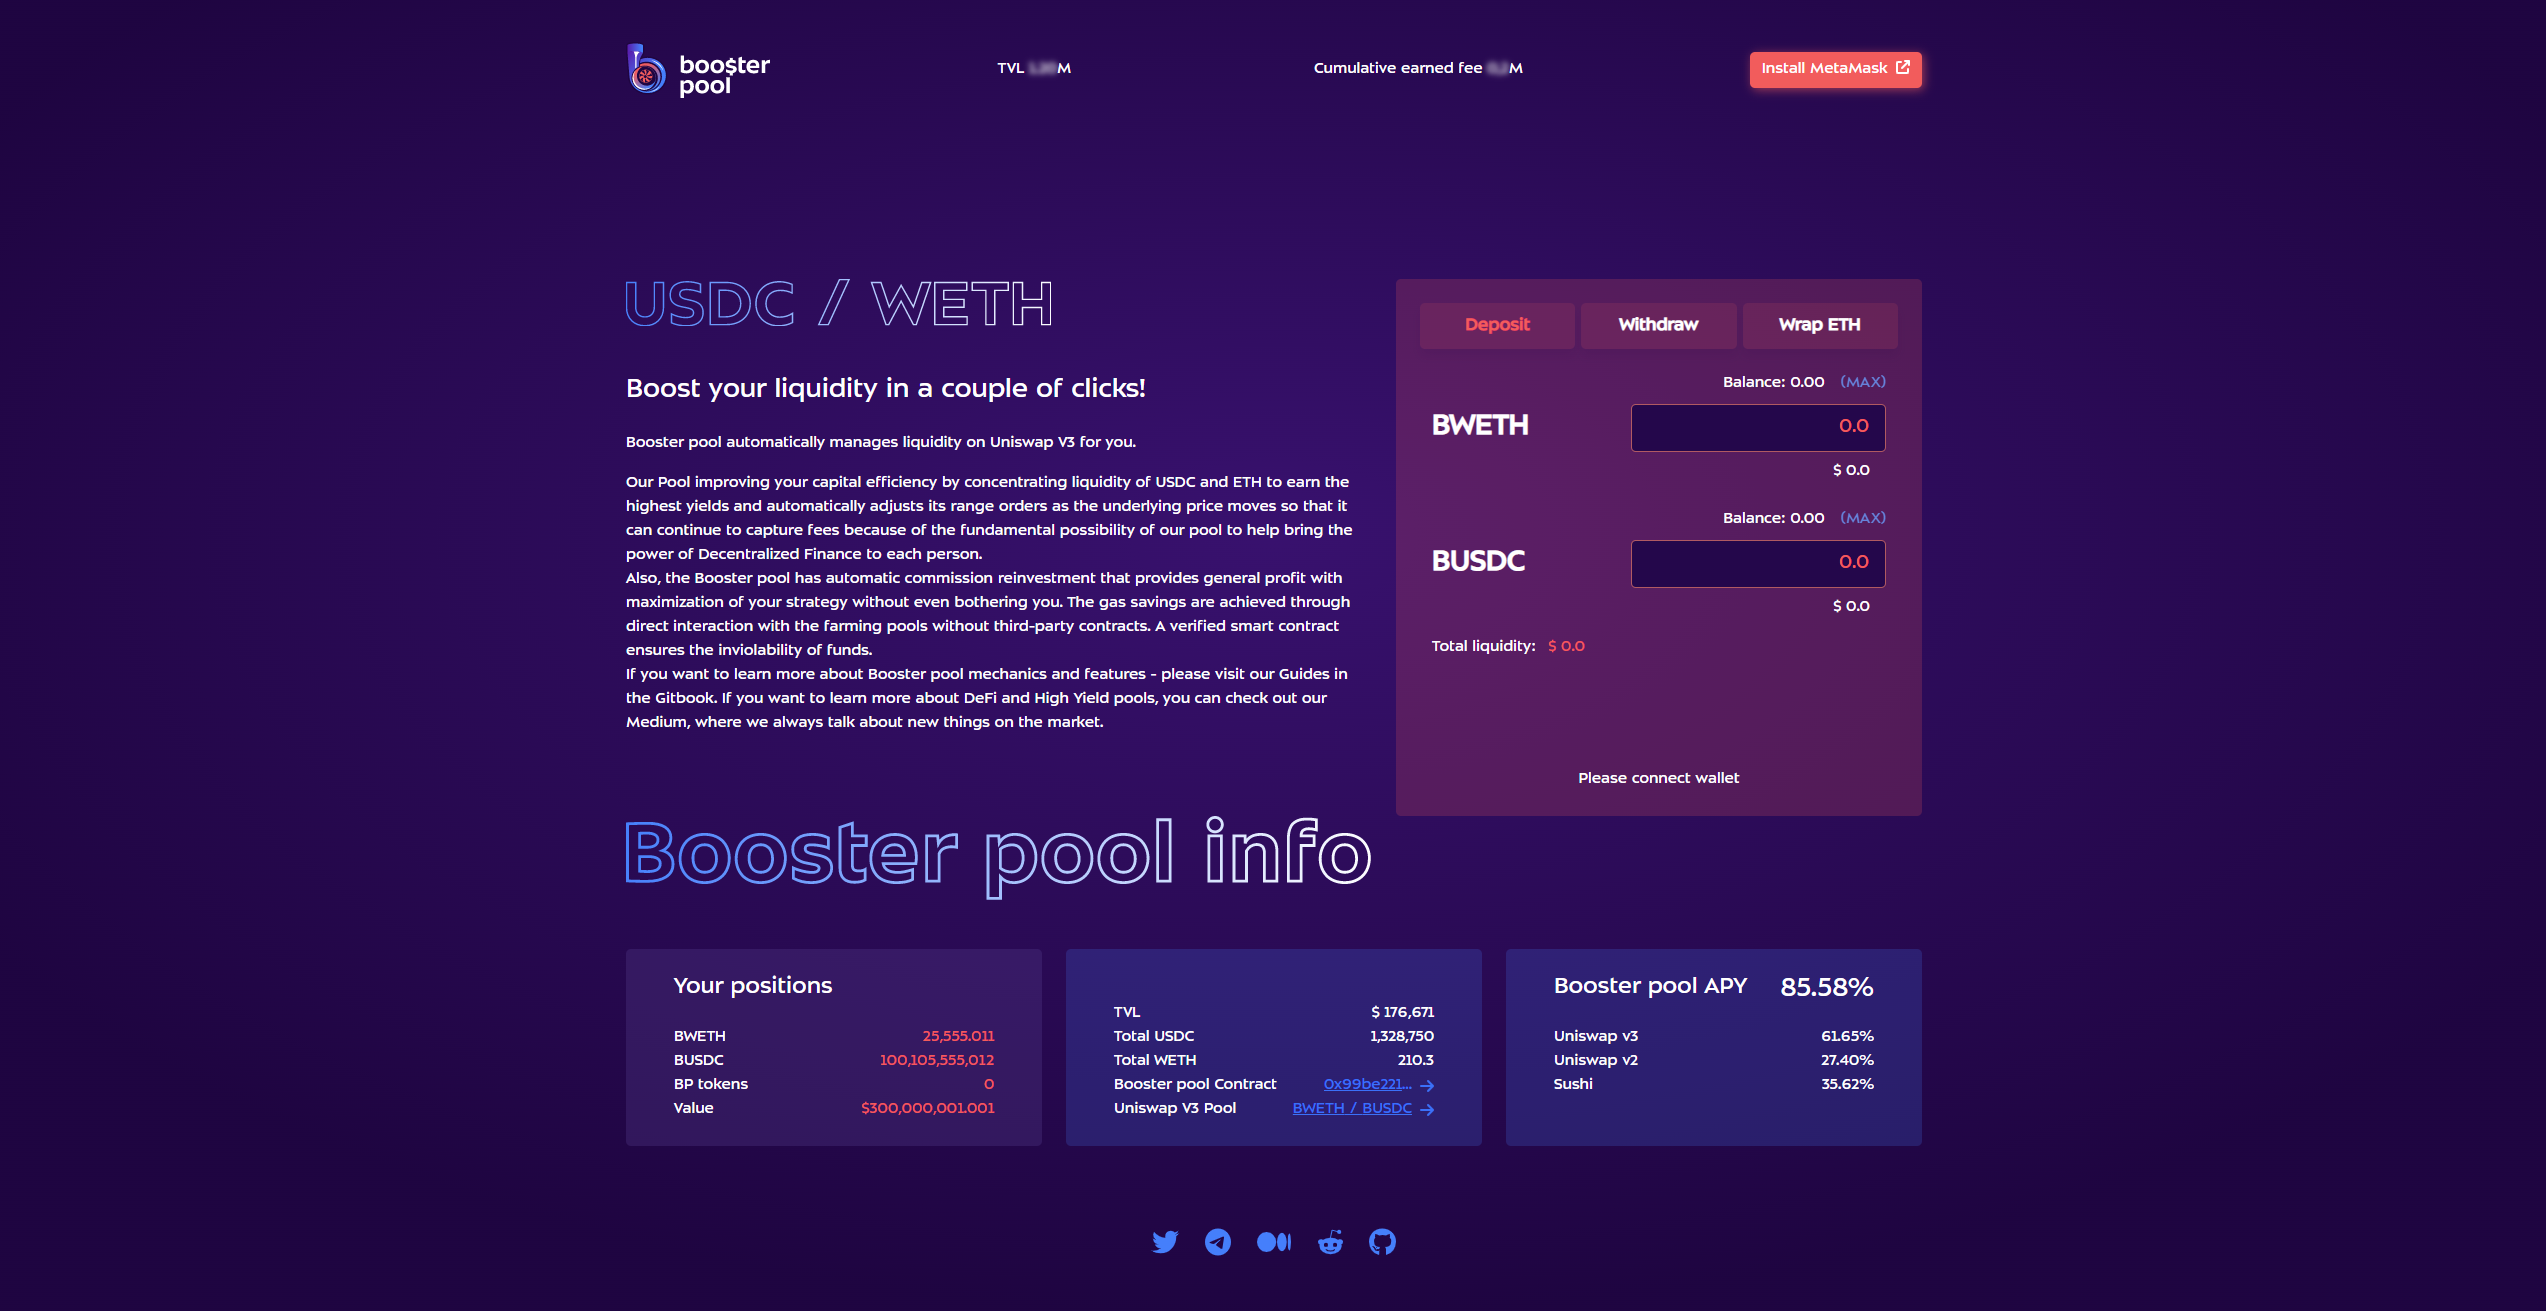 boo$ter
pool
TVL M
Cumulative earned fee M
Install MetaMask
USDC / WETH
Boost your liquidity in a couple of clicks!
Booster pool automatically manages liquidity on Uniswap V3 for you.
Our Pool improving your capital efficiency by concentrating liquidity of USDC and ETH to earn the
highest yields and automatically adjusts its range orders as the underlying price moves so that it
can continue to capture fees because of the fundamental possibility of our pool to help bring the
power of Decentralized Finance to each person.
Also, the Booster pool has automatic commission reinvestment that provides general profit with
maximization of your strategy without even bothering you. The gas savings are achieved through
direct interaction with the farming pools without third-party contracts. A verified smart contract
ensures the inviolability of funds.
If you want to learn more about Booster pool mechanics and features - please visit our Guides in
the Gitbook. If you want to learn more about DeFi and High Yield pools, you can check out our
Medium, where we always talk about new things on the market.
Deposit
Withdraw
Wrap ETH
Balance: 0.00 (MAX)
BWETH
0.0
$ 0.0
Balance: 0.00 (MAX)
BUSDC
0.0
$ 0.0
Total liquidity: $ 0.0
Please connect wallet
Booster pool info
Your positions
BWETH 25,555.011
BUSDC 100,105,555,012
BP tokens 0
Value $300,000,001.001
TVL $ 176,671
Total USDC 1,328,750
Total WETH 210.3
Booster pool Contract 0x99be221...
Uniswap V3 Pool BWETH / BUSDC
Booster pool APY 85.58%
Uniswap v3 61.65%
Uniswap v2 27.40%
Sushi 35.62%